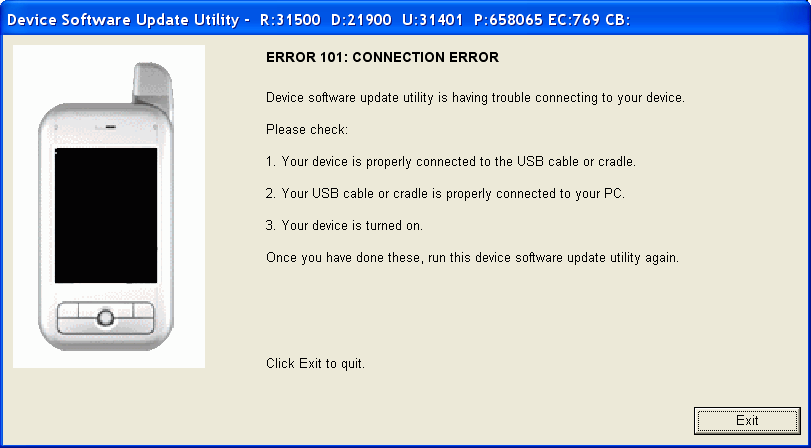 Device Software Update Utility - R:31500 D:21900 U:31401 P:658065 EC:769 CB:
ERROR 101: CONNECTION ERROR
Device software update utility is having trouble connecting to your device.
Please check:
1. Your device is properly connected to the USB cable or cradle.
2. Your USB cable or cradle is properly connected to your PC.
3. Your device is turned on.
Once you have done these, run this device software update utility again.
Click Exit to quit.
Exit